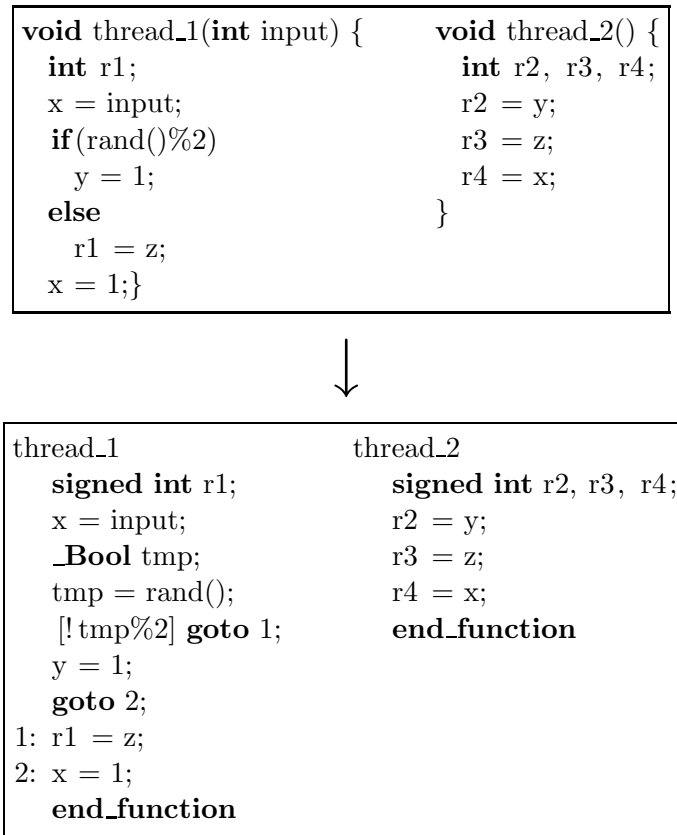 void thread_1(int input) {
int r1;
x = input;
if(rand()%2)
y = 1;
else
r1 = z;
x = 1;}
void thread_2() {
int r2, r3, r4;
r2 = y;
r3 = z;
r4 = x;
}
thread_1
signed int r1;
x = input;
_Bool tmp;
tmp = rand();
[!tmp%2] goto 1;
y = 1;
goto 2;
1: r1 = z;
2: x = 1;
end_function
thread_2
signed int r2, r3, r4;
r2 = y;
r3 = z;
r4 = x;
end_function